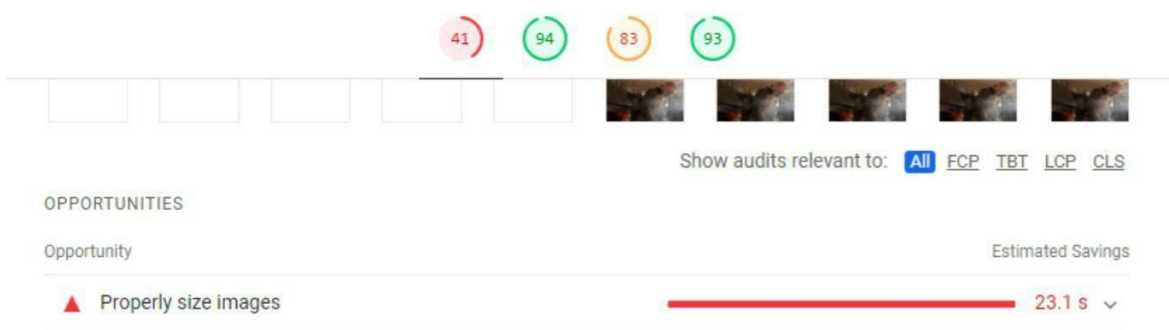 41 94 83 93
Show audits relevant to: All FCP TBT LCP CLS
OPPORTUNITIES
Opportunity Estimated Savings
Properly size images 23.1 s